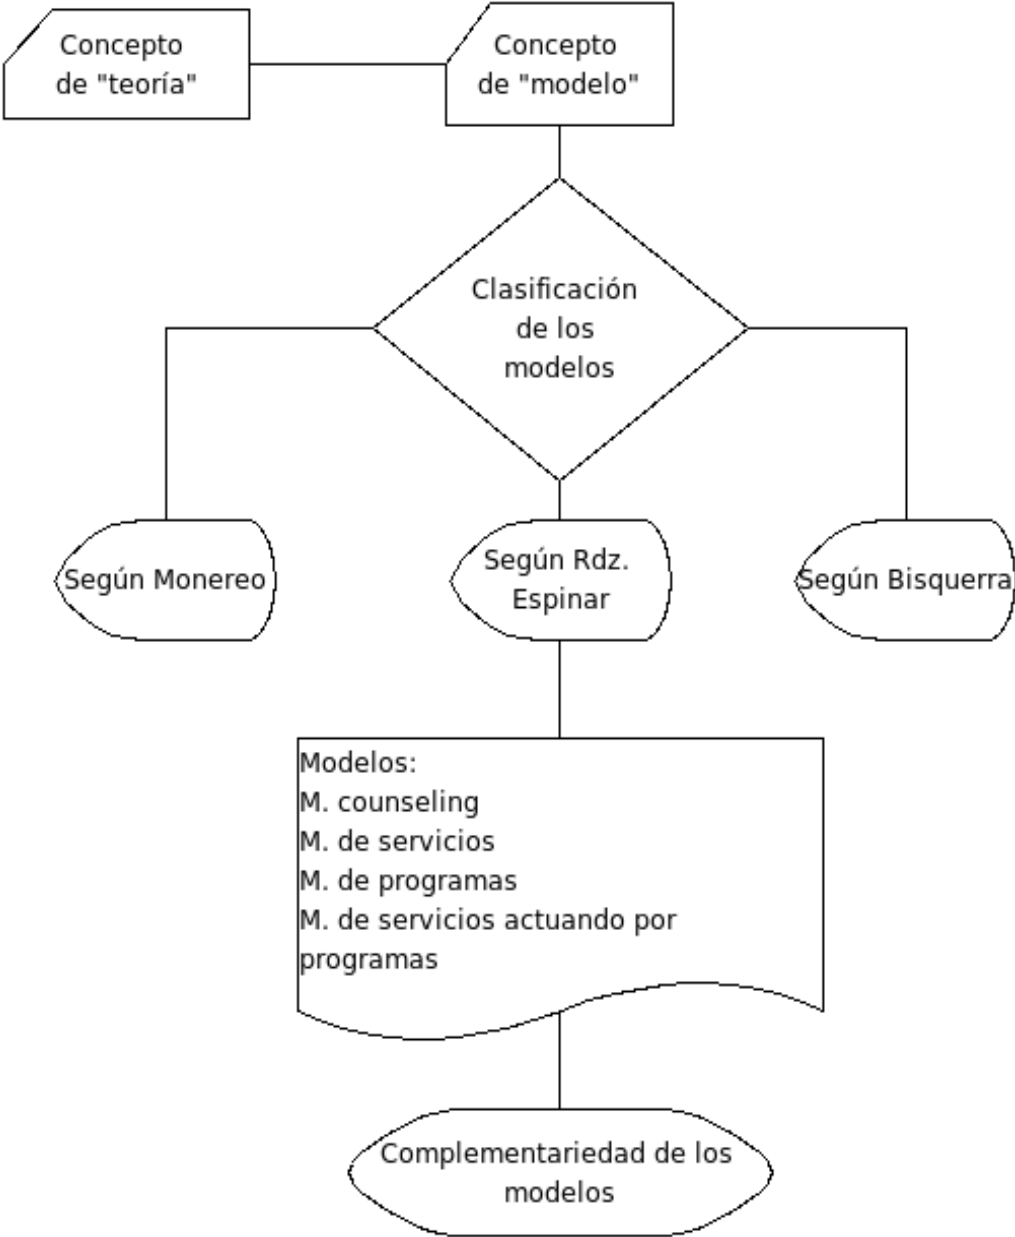 Concepto
de "teoría"
Concepto
de "modelo"
Clasificación
de los
modelos
Según Monereo
Según Rdz.
Espinar
Según Bisquerra
Modelos:
M. counseling
M. de servicios
M. de programas
M. de servicios actuando por
programas
Complementariedad de los
modelos